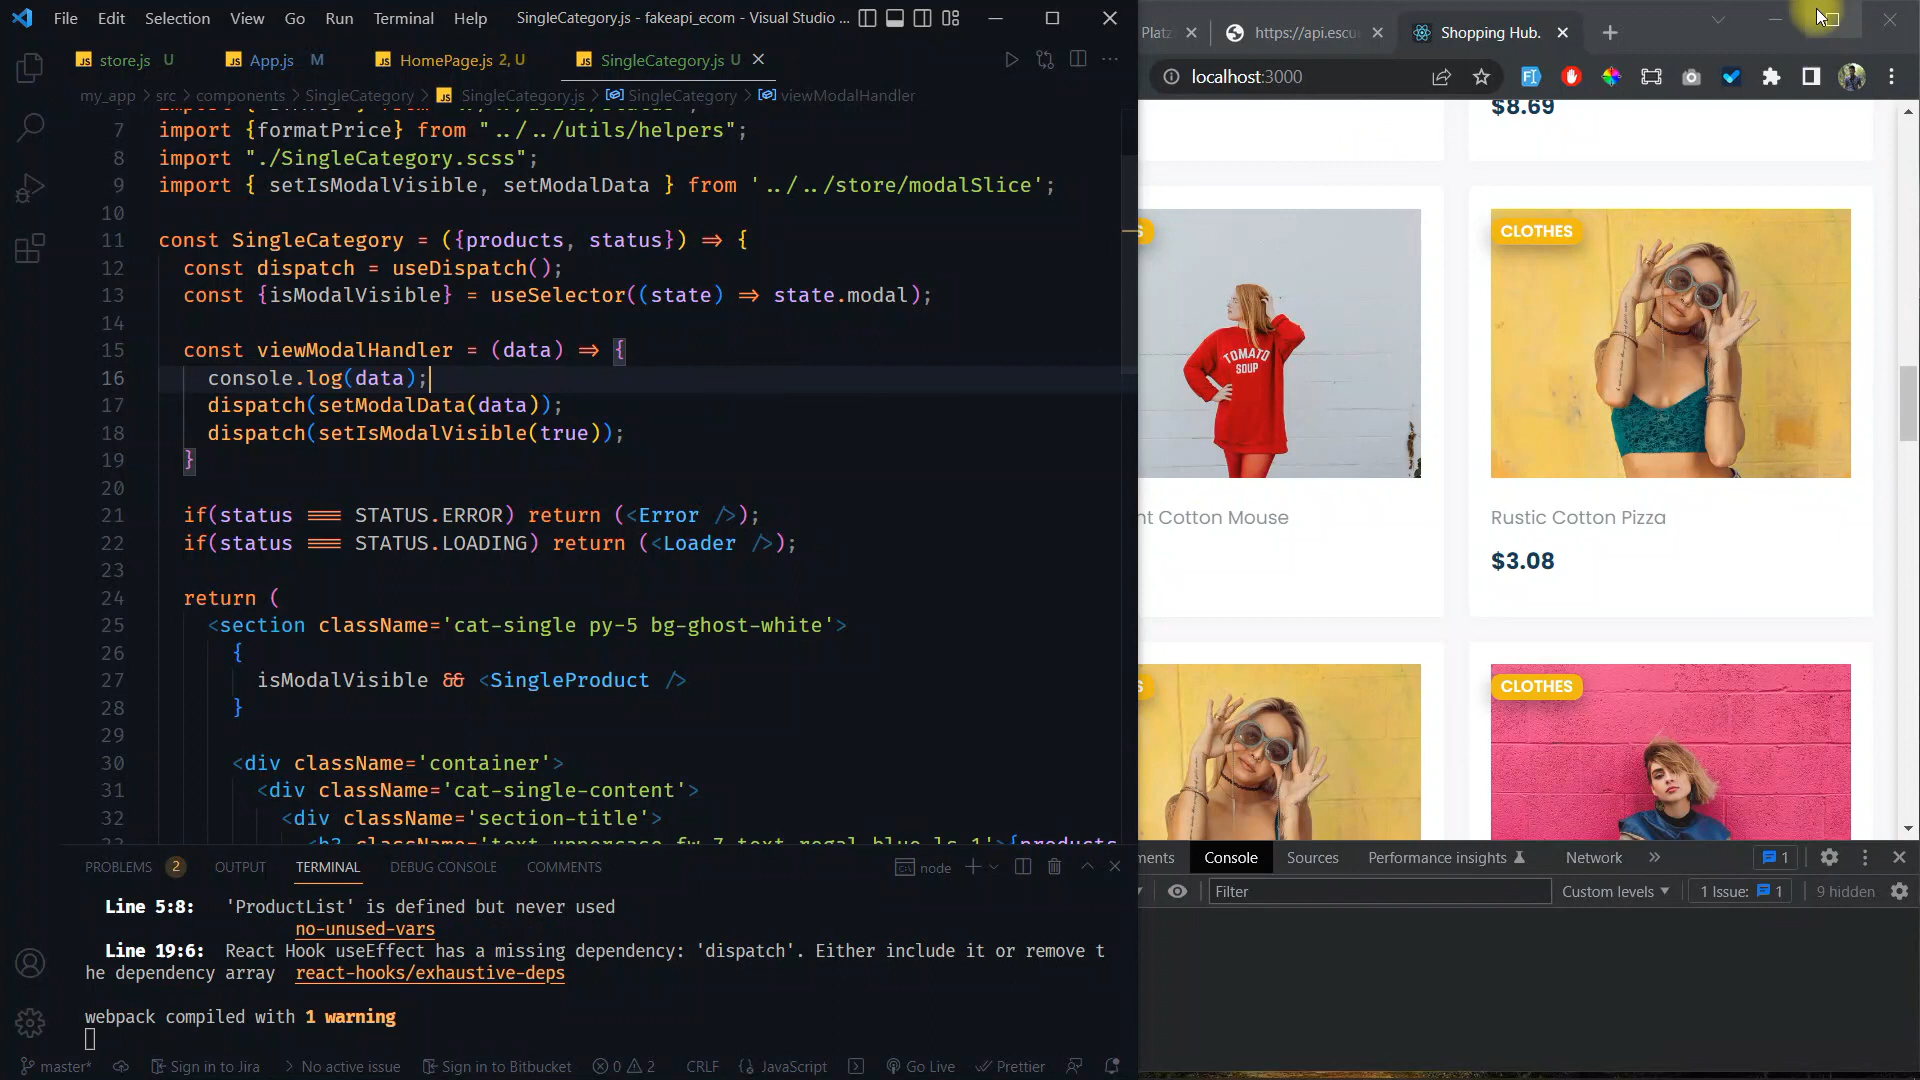 File Edit Selection View Go Run Terminal Help SingleCategory.js - fakeapi_ecom - Visual Studio ...
store.js U App.js M HomePage.js 2, U SingleCategory.js U
my_app > src > components > SingleCategory > SingleCategory.js > SingleCategory > viewModalHandler
7 import {formatPrice} from "../../utils/helpers";
8 import "./SingleCategory.scss";
9 import { setIsModalVisible, setModalData } from '../../store/modalSlice';
10
11 const SingleCategory = ({products, status}) => {
12 const dispatch = useDispatch();
13 const {isModalVisible} = useSelector((state) => state.modal);
14
15 const viewModalHandler = (data) => {
16 console.log(data);
17 dispatch(setModalData(data));
18 dispatch(setIsModalVisible(true));
19 }
20
21 if(status === STATUS.ERROR) return (<Error />);
22 if(status === STATUS.LOADING) return (<Loader />);
23
24 return (
25 <section className='cat-single py-5 bg-ghost-white'>
26 {
27 isModalVisible && <SingleProduct />
28 }
29
30 <div className='container'>
31 <div className='cat-single-content'>
32 <div className='section-title'>
PROBLEMS 2 OUTPUT TERMINAL DEBUG CONSOLE COMMENTS node
Line 5:8: 'ProductList' is defined but never used
no-unused-vars
Line 19:6: React Hook useEffect has a missing dependency: 'dispatch'. Either include it or remove t
he dependency array react-hooks/exhaustive-deps
webpack compiled with 1 warning
master* Sign in to Jira No active issue Sign in to Bitbucket 0 2 CRLF JavaScript Go Live Prettier
Platz https://api.escu Shopping Hub.
localhost:3000
$8.69
CLOTHES
TOMATO
SOUP
nt Cotton Mouse
Rustic Cotton Pizza
$3.08
S
CLOTHES
ments Console Sources Performance insights Network 1
Filter Custom levels 1 Issue: 1 9 hidden